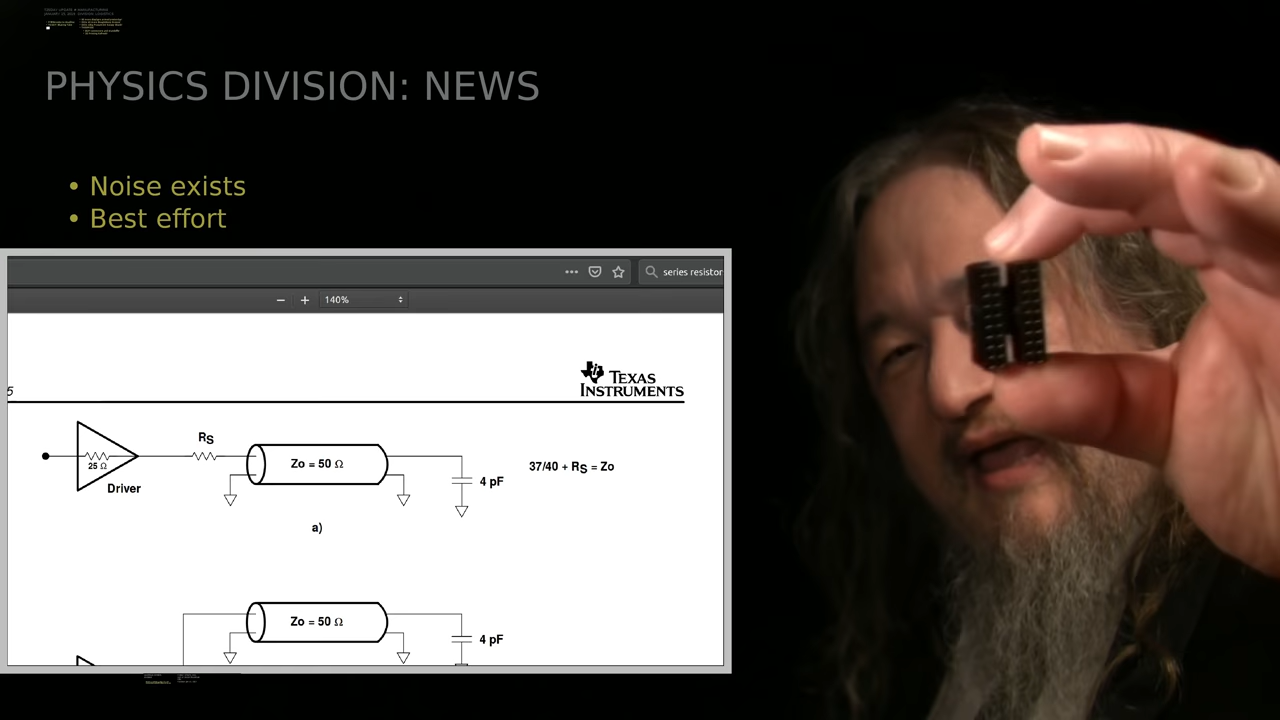 PHYSICS DIVISION: NEWS
• Noise exists
• Best effort
series resistor
140%
5
TEXAS
INSTRUMENTS
25 Ω
Driver
RS
Zo = 50 Ω
4 pF
37/40 + RS = Zo
a)
Zo = 50 Ω
4 pF